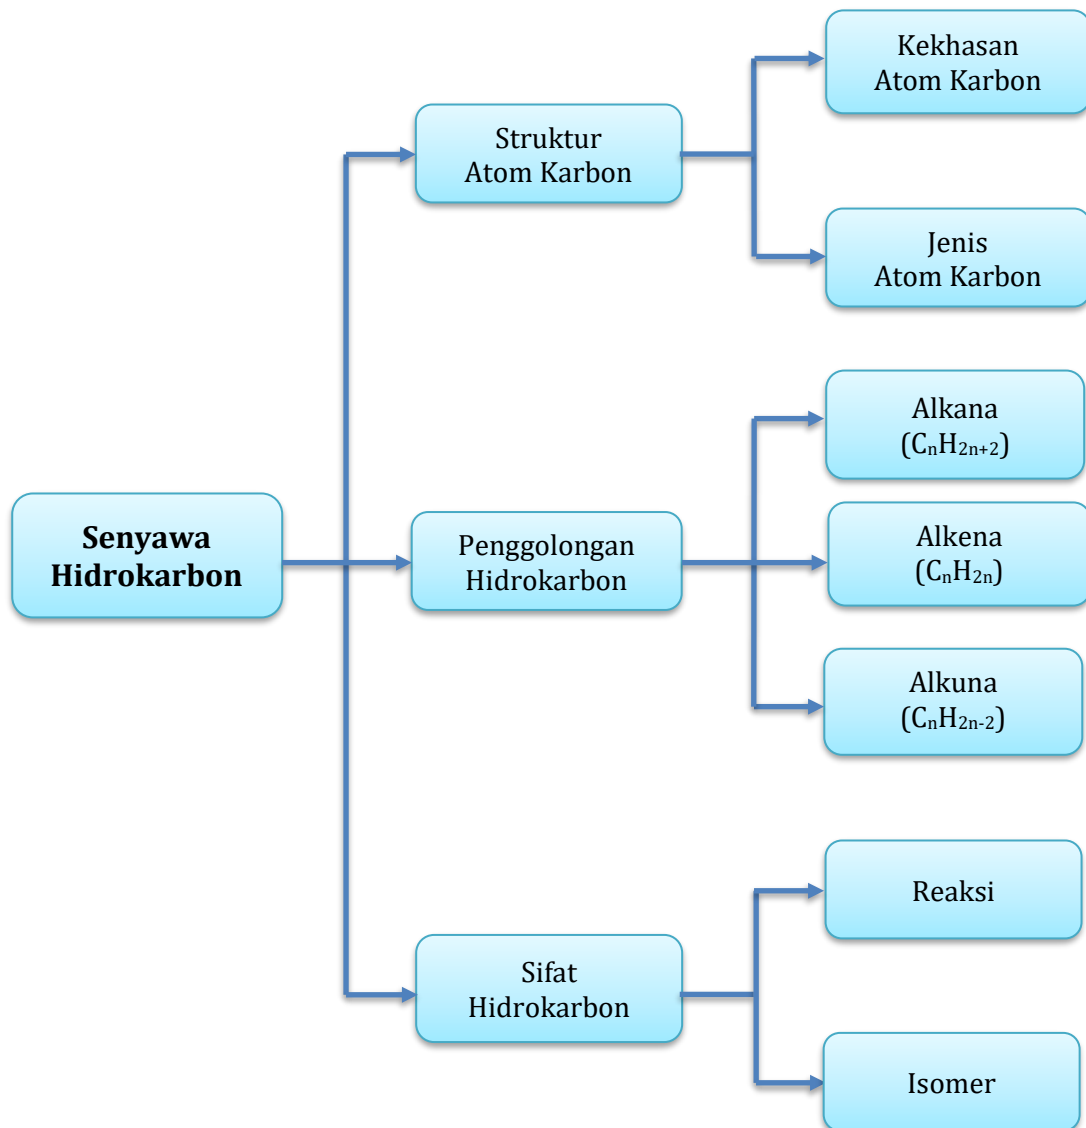 Kekhasan
Atom Karbon
Struktur
Atom Karbon
Jenis
Atom Karbon
Alkana
(CₙH₂ₙ₊₂)
Senyawa
Hidrokarbon
Penggolongan
Hidrokarbon
Alkena
(CₙH₂ₙ)
Alkuna
(CₙH₂ₙ₋₂)
Reaksi
Sifat
Hidrokarbon
Isomer